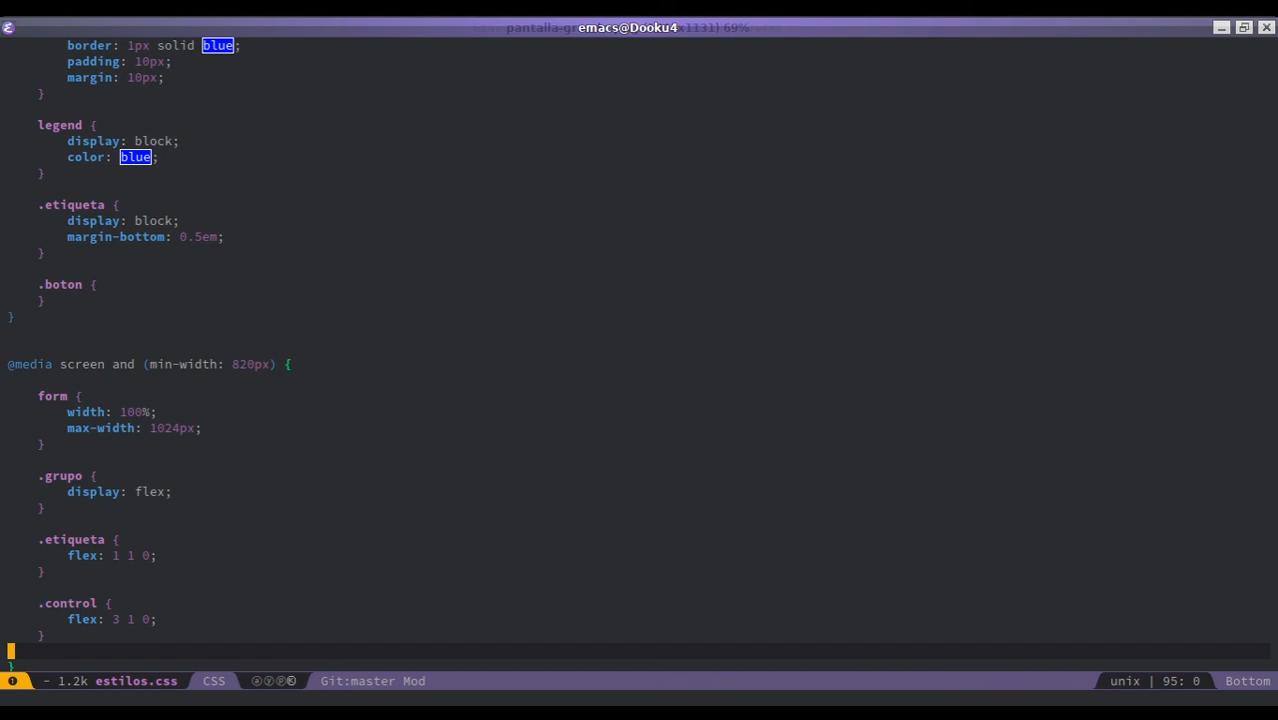 emacs@Dooku4
border: 1px solid blue;
padding: 10px;
margin: 10px;
}
legend {
display: block;
color: blue;
}
.etiqueta {
display: block;
margin-bottom: 0.5em;
}
.boton {
}
}
@media screen and (min-width: 820px) {
form {
width: 100%;
max-width: 1024px;
}
.grupo {
display: flex;
}
.etiqueta {
flex: 1 1 0;
}
.control {
flex: 3 1 0;
}
}
- 1.2k estilos.css CSS ⓐⓨⓟⓒ Git:master Mod unix | 95: 0 Bottom